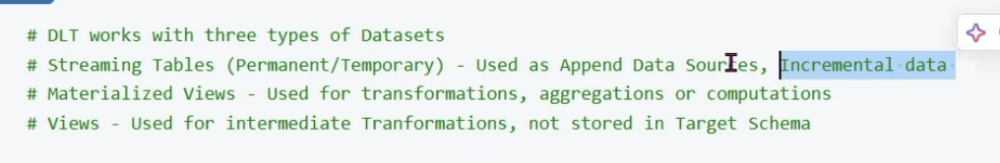 # DLT works with three types of Datasets
# Streaming Tables (Permanent/Temporary) - Used as Append Data Sources, Incremental data
# Materialized Views - Used for transformations, aggregations or computations
# Views - Used for intermediate Tranformations, not stored in Target Schema